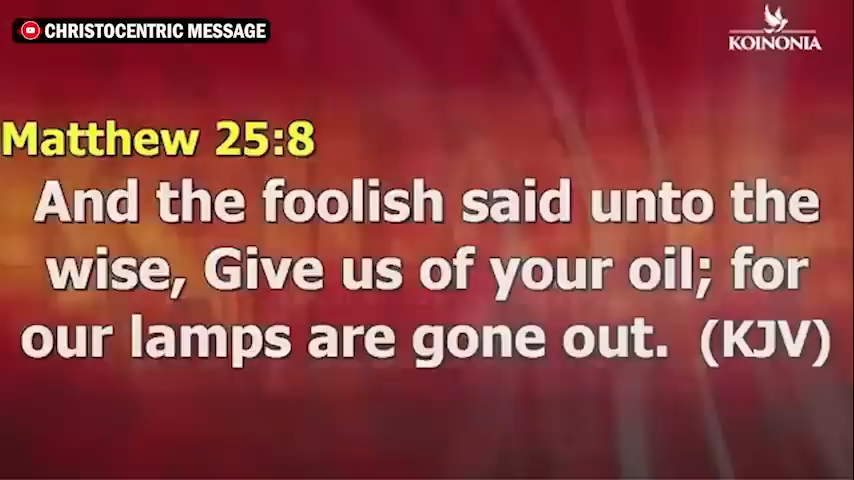 CHRISTOCENTRIC MESSAGE
KOINONIA
Matthew 25:8
And the foolish said unto the
wise, Give us of your oil; for
our lamps are gone out. (KJV)